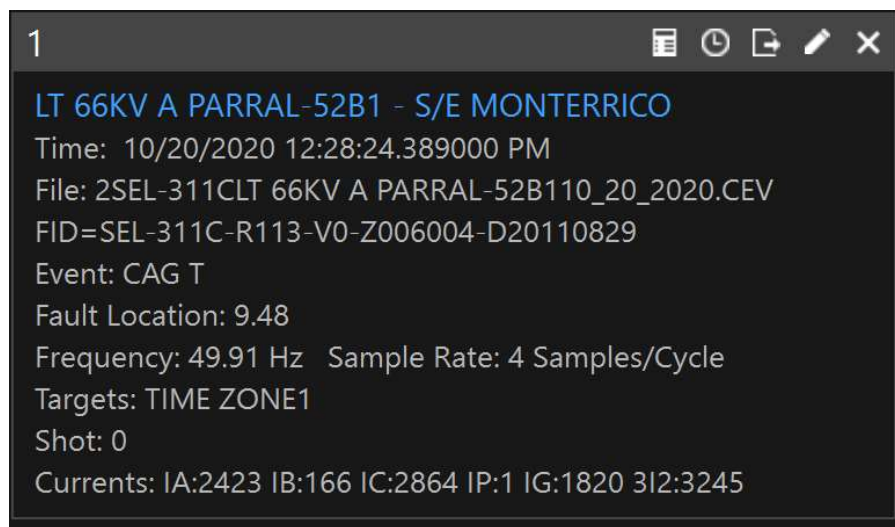 1
LT 66KV A PARRAL-52B1 - S/E MONTERRICO
Time:  10/20/2020 12:28:24.389000 PM
File: 2SEL-311CLT 66KV A PARRAL-52B110_20_2020.CEV
FID=SEL-311C-R113-V0-Z006004-D20110829
Event: CAG T
Fault Location: 9.48
Frequency: 49.91 Hz   Sample Rate: 4 Samples/Cycle
Targets: TIME ZONE1
Shot: 0
Currents: IA:2423 IB:166 IC:2864 IP:1 IG:1820 3I2:3245